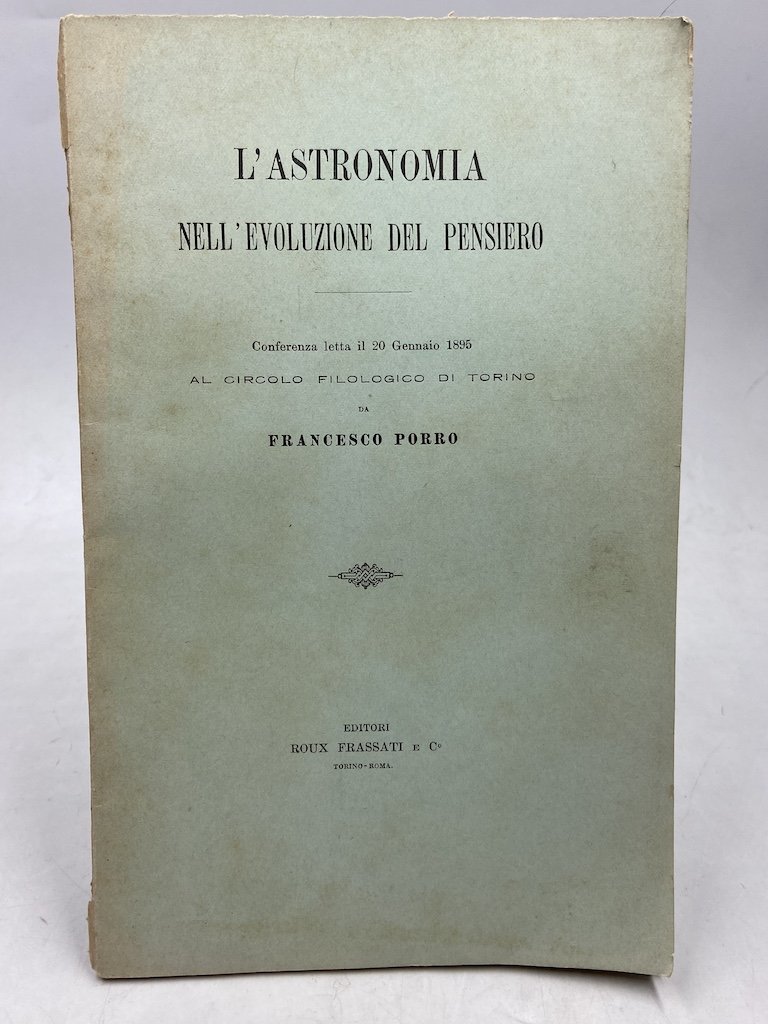 L'ASTRONOMIA
NELL'EVOLUZIONE DEL PENSIERO
Conferenza letta il 20 Gennaio 1895
AL CIRCOLO FILOLOGICO DI TORINO
DA
FRANCESCO PORRO
EDITORI
ROUX FRASSATI E Cº
TORINO-ROMA.